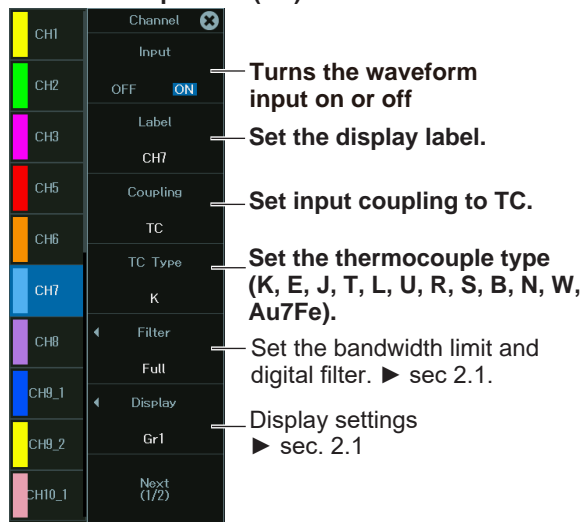 CH1
CH2
CH3
CH5
CH6
CH7
CH8
CH9_1
CH9_2
CH10_1
Channel
Input
OFF ON
Label
CH7
Coupling
TC
TC Type
K
Filter
Full
Display
Gr1
Next
(1/2)
Turns the waveform
input on or off
Set the display label.
Set input coupling to TC.
Set the thermocouple type
(K, E, J, T, L, U, R, S, B, N, W,
Au7Fe).
Set the bandwidth limit and
digital filter. ► sec 2.1.
Display settings
► sec. 2.1